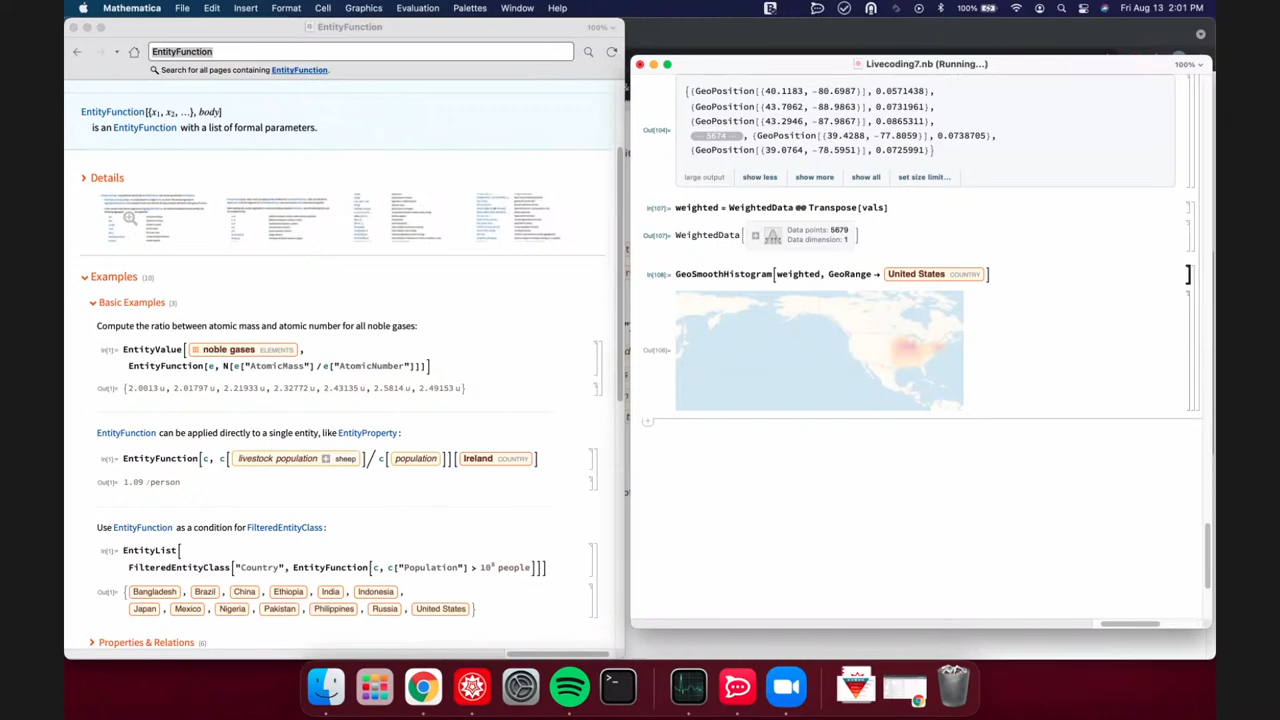 Mathematica File Edit Insert Format Cell Graphics Evaluation Palettes Window Help 100% Fri Aug 13 2:01 PM
EntityFunction 100%
EntityFunction
Search for all pages containing EntityFunction.
EntityFunction[{x1, x2, …}, body]
is an EntityFunction with a list of formal parameters.
Details
Examples (10)
Basic Examples (3)
Compute the ratio between atomic mass and atomic number for all noble gases:
In[1]:= EntityValue[ noble gases ELEMENTS ,
EntityFunction[e, N[e["AtomicMass"]/e["AtomicNumber"]]]]
Out[1]= {2.0013 u, 2.01797 u, 2.21933 u, 2.32772 u, 2.43135 u, 2.5814 u, 2.49153 u}
EntityFunction can be applied directly to a single entity, like EntityProperty:
In[1]:= EntityFunction[c, c[ livestock population sheep ]/c[ population ]][ Ireland COUNTRY ]
Out[1]= 1.09 /person
Use EntityFunction as a condition for FilteredEntityClass:
In[1]:= EntityList[
FilteredEntityClass["Country", EntityFunction[c, c["Population"] > 10⁸ people]]]
Out[1]= { Bangladesh , Brazil , China , Ethiopia , India , Indonesia ,
Japan , Mexico , Nigeria , Pakistan , Philippines , Russia , United States }
Properties & Relations (6)
Livecoding7.nb (Running...) 100%
{{GeoPosition[{40.1183, -80.6987}], 0.0571438},
{GeoPosition[{43.7062, -88.9863}], 0.0731961},
Out[104]= {GeoPosition[{43.2946, -87.9867}], 0.0865311},
5674 , {GeoPosition[{39.4288, -77.8059}], 0.0738705},
{GeoPosition[{39.0764, -78.5951}], 0.0725991}}
large output show less show more show all set size limit...
In[107]:= weighted = WeightedData@@Transpose[vals]
Out[107]= WeightedData[ Data points: 5679
Data dimension: 1 ]
In[108]:= GeoSmoothHistogram[weighted, GeoRange → United States COUNTRY ]
Out[106]=